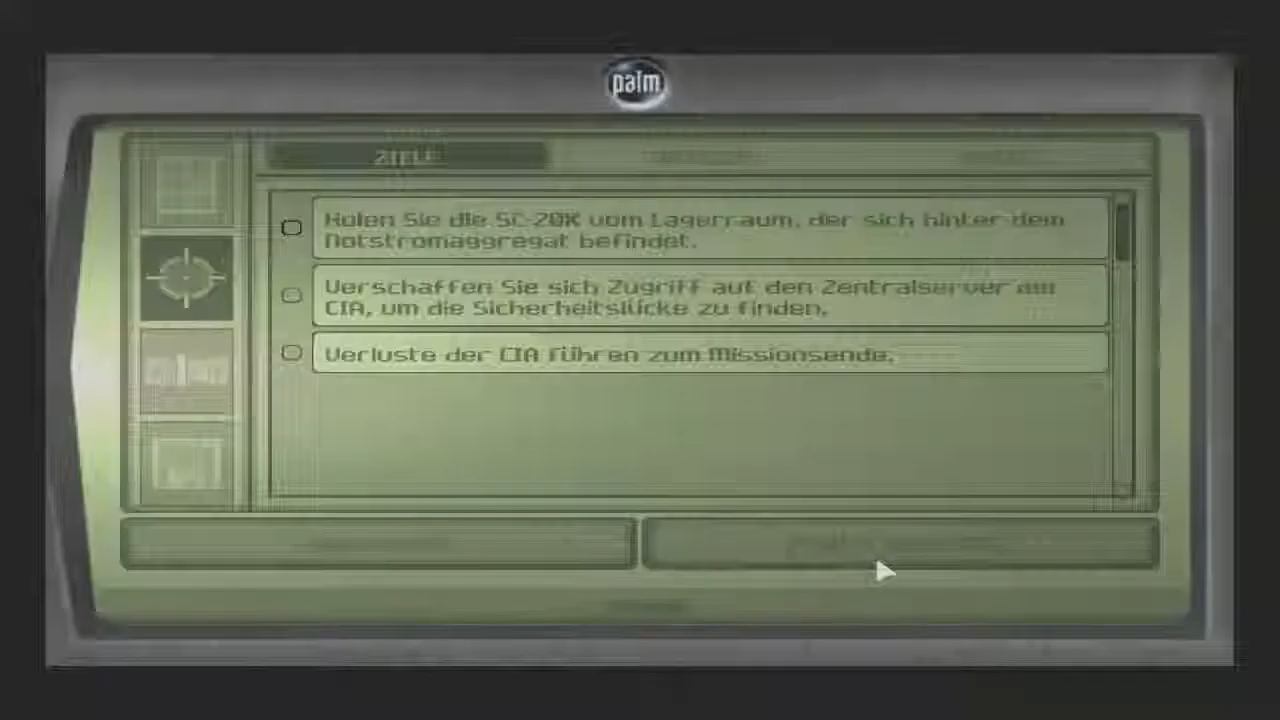 palm
ZIELE
Holen Sie die SC-20K vom Lagerraum, der sich hinter dem
Notstromaggregat befindet.
Verschaffen Sie sich Zugriff auf den Zentralserver am
CIA, um die Sicherheitslücke zu finden.
Verluste der CIA führen zum Missionsende.